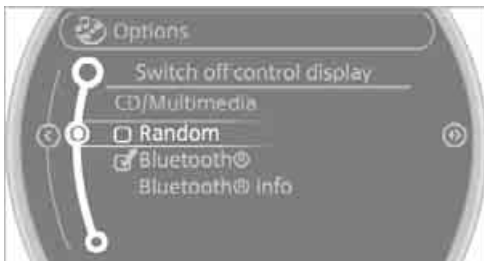 Options
Switch off control display
CD/Multimedia
Random
Bluetooth®
Bluetooth® info